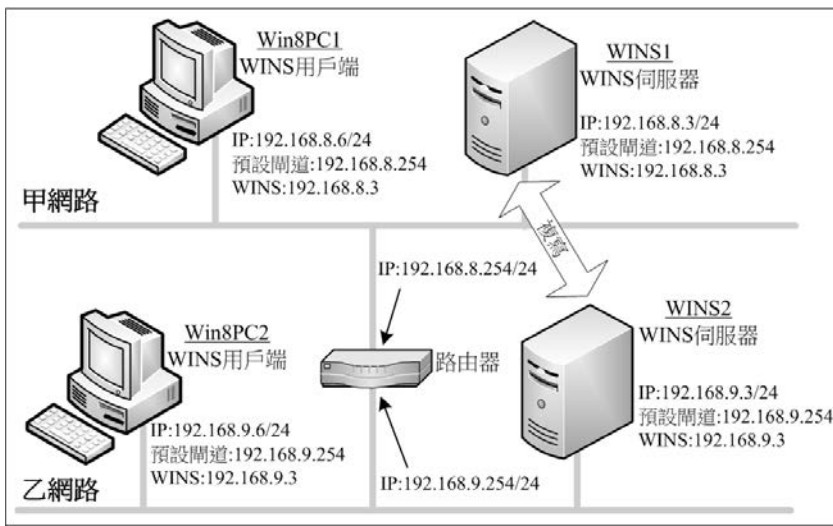 Win8PC1
WINS用戶端
IP:192.168.8.6/24
預設閘道:192.168.8.254
WINS:192.168.8.3
WINS1
WINS伺服器
IP:192.168.8.3/24
預設閘道:192.168.8.254
WINS:192.168.8.3
甲網路
複寫
IP:192.168.8.254/24
Win8PC2
WINS用戶端
IP:192.168.9.6/24
預設閘道:192.168.9.254
WINS:192.168.9.3
路由器
WINS2
WINS伺服器
IP:192.168.9.3/24
預設閘道:192.168.9.254
WINS:192.168.9.3
IP:192.168.9.254/24
乙網路